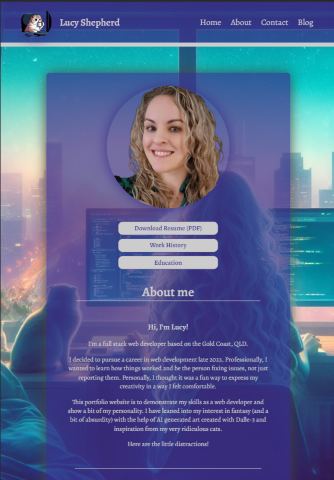 Lucy Shepherd
Home About Contact Blog
Download Resume (PDF)
Work History
Education
About me
Hi, I'm Lucy!
I'm a full stack web developer based on the Gold Coast, QLD.
I decided to pursue a career in web development late 2022. Professionally, I
wanted to learn how things worked and be the person fixing issues, not just
reporting them. Personally, I thought it was a fun way to express my
creativity in a way I felt comfortable.
This portfolio website is to demonstrate my skills as a web developer and
show a bit of my personality. I have leaned into my interest in fantasy (and a
bit of absurdity) with the help of AI generated art created with Dalle-3 and
inspiration from my very ridiculous cats.
Here are the little distractions!